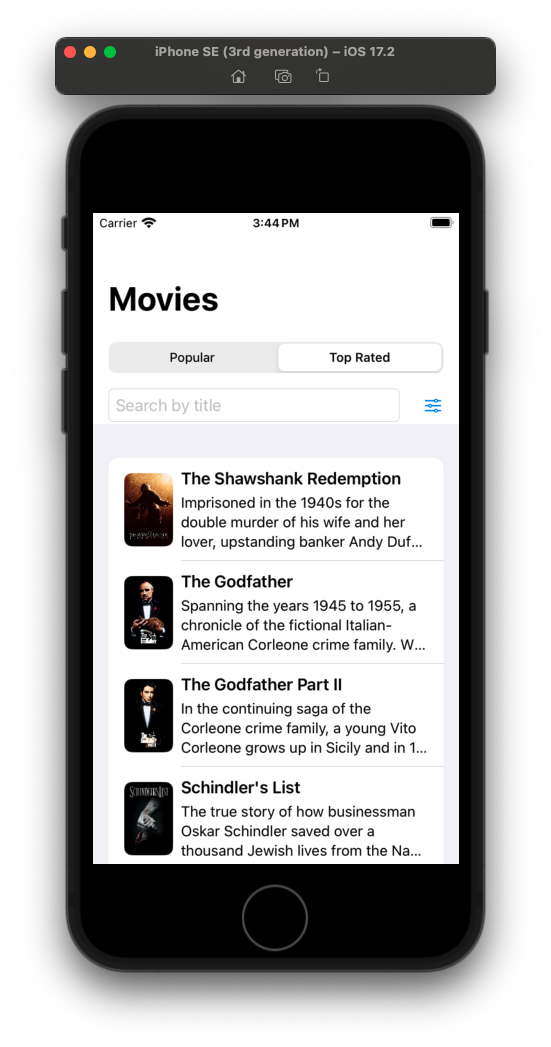 iPhone SE (3rd generation) – iOS 17.2
Carrier 3:44 PM
Movies
Popular Top Rated
Search by title
The Shawshank Redemption
Imprisoned in the 1940s for the
double murder of his wife and her
lover, upstanding banker Andy Duf...
The Godfather
Spanning the years 1945 to 1955, a
chronicle of the fictional Italian-
American Corleone crime family. W...
The Godfather Part II
In the continuing saga of the
Corleone crime family, a young Vito
Corleone grows up in Sicily and in 1...
SCHINDLER'S LIST
Schindler's List
The true story of how businessman
Oskar Schindler saved over a
thousand Jewish lives from the Na...